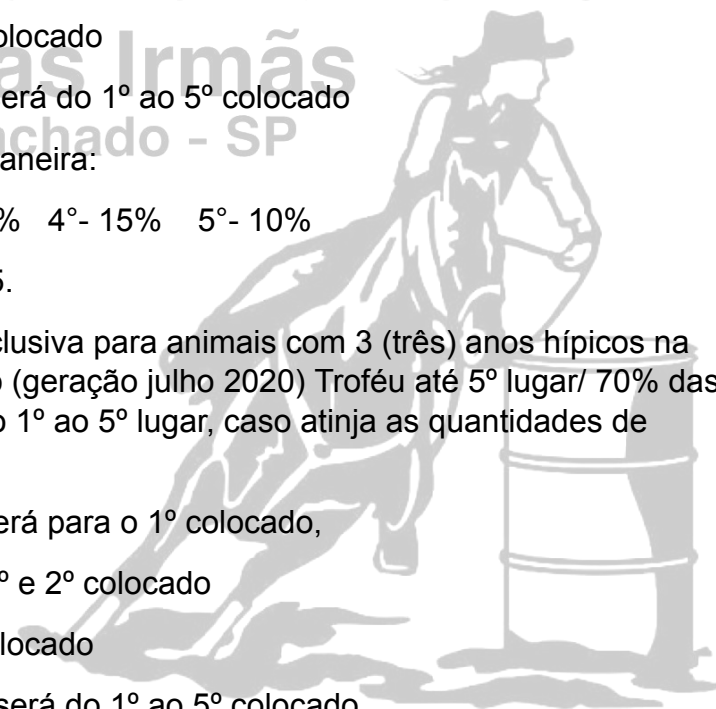 olocado
as Irmãs
erá do 1º ao 5º colocado
achado - SP
aneira:
% 4°- 15% 5°- 10%
5.
clusiva para animais com 3 (três) anos hípicos na
o (geração julho 2020) Troféu até 5º lugar/ 70% das
o 1º ao 5º lugar, caso atinja as quantidades de
erá para o 1º colocado,
º e 2º colocado
locado
será do 1º ao 5º colocado